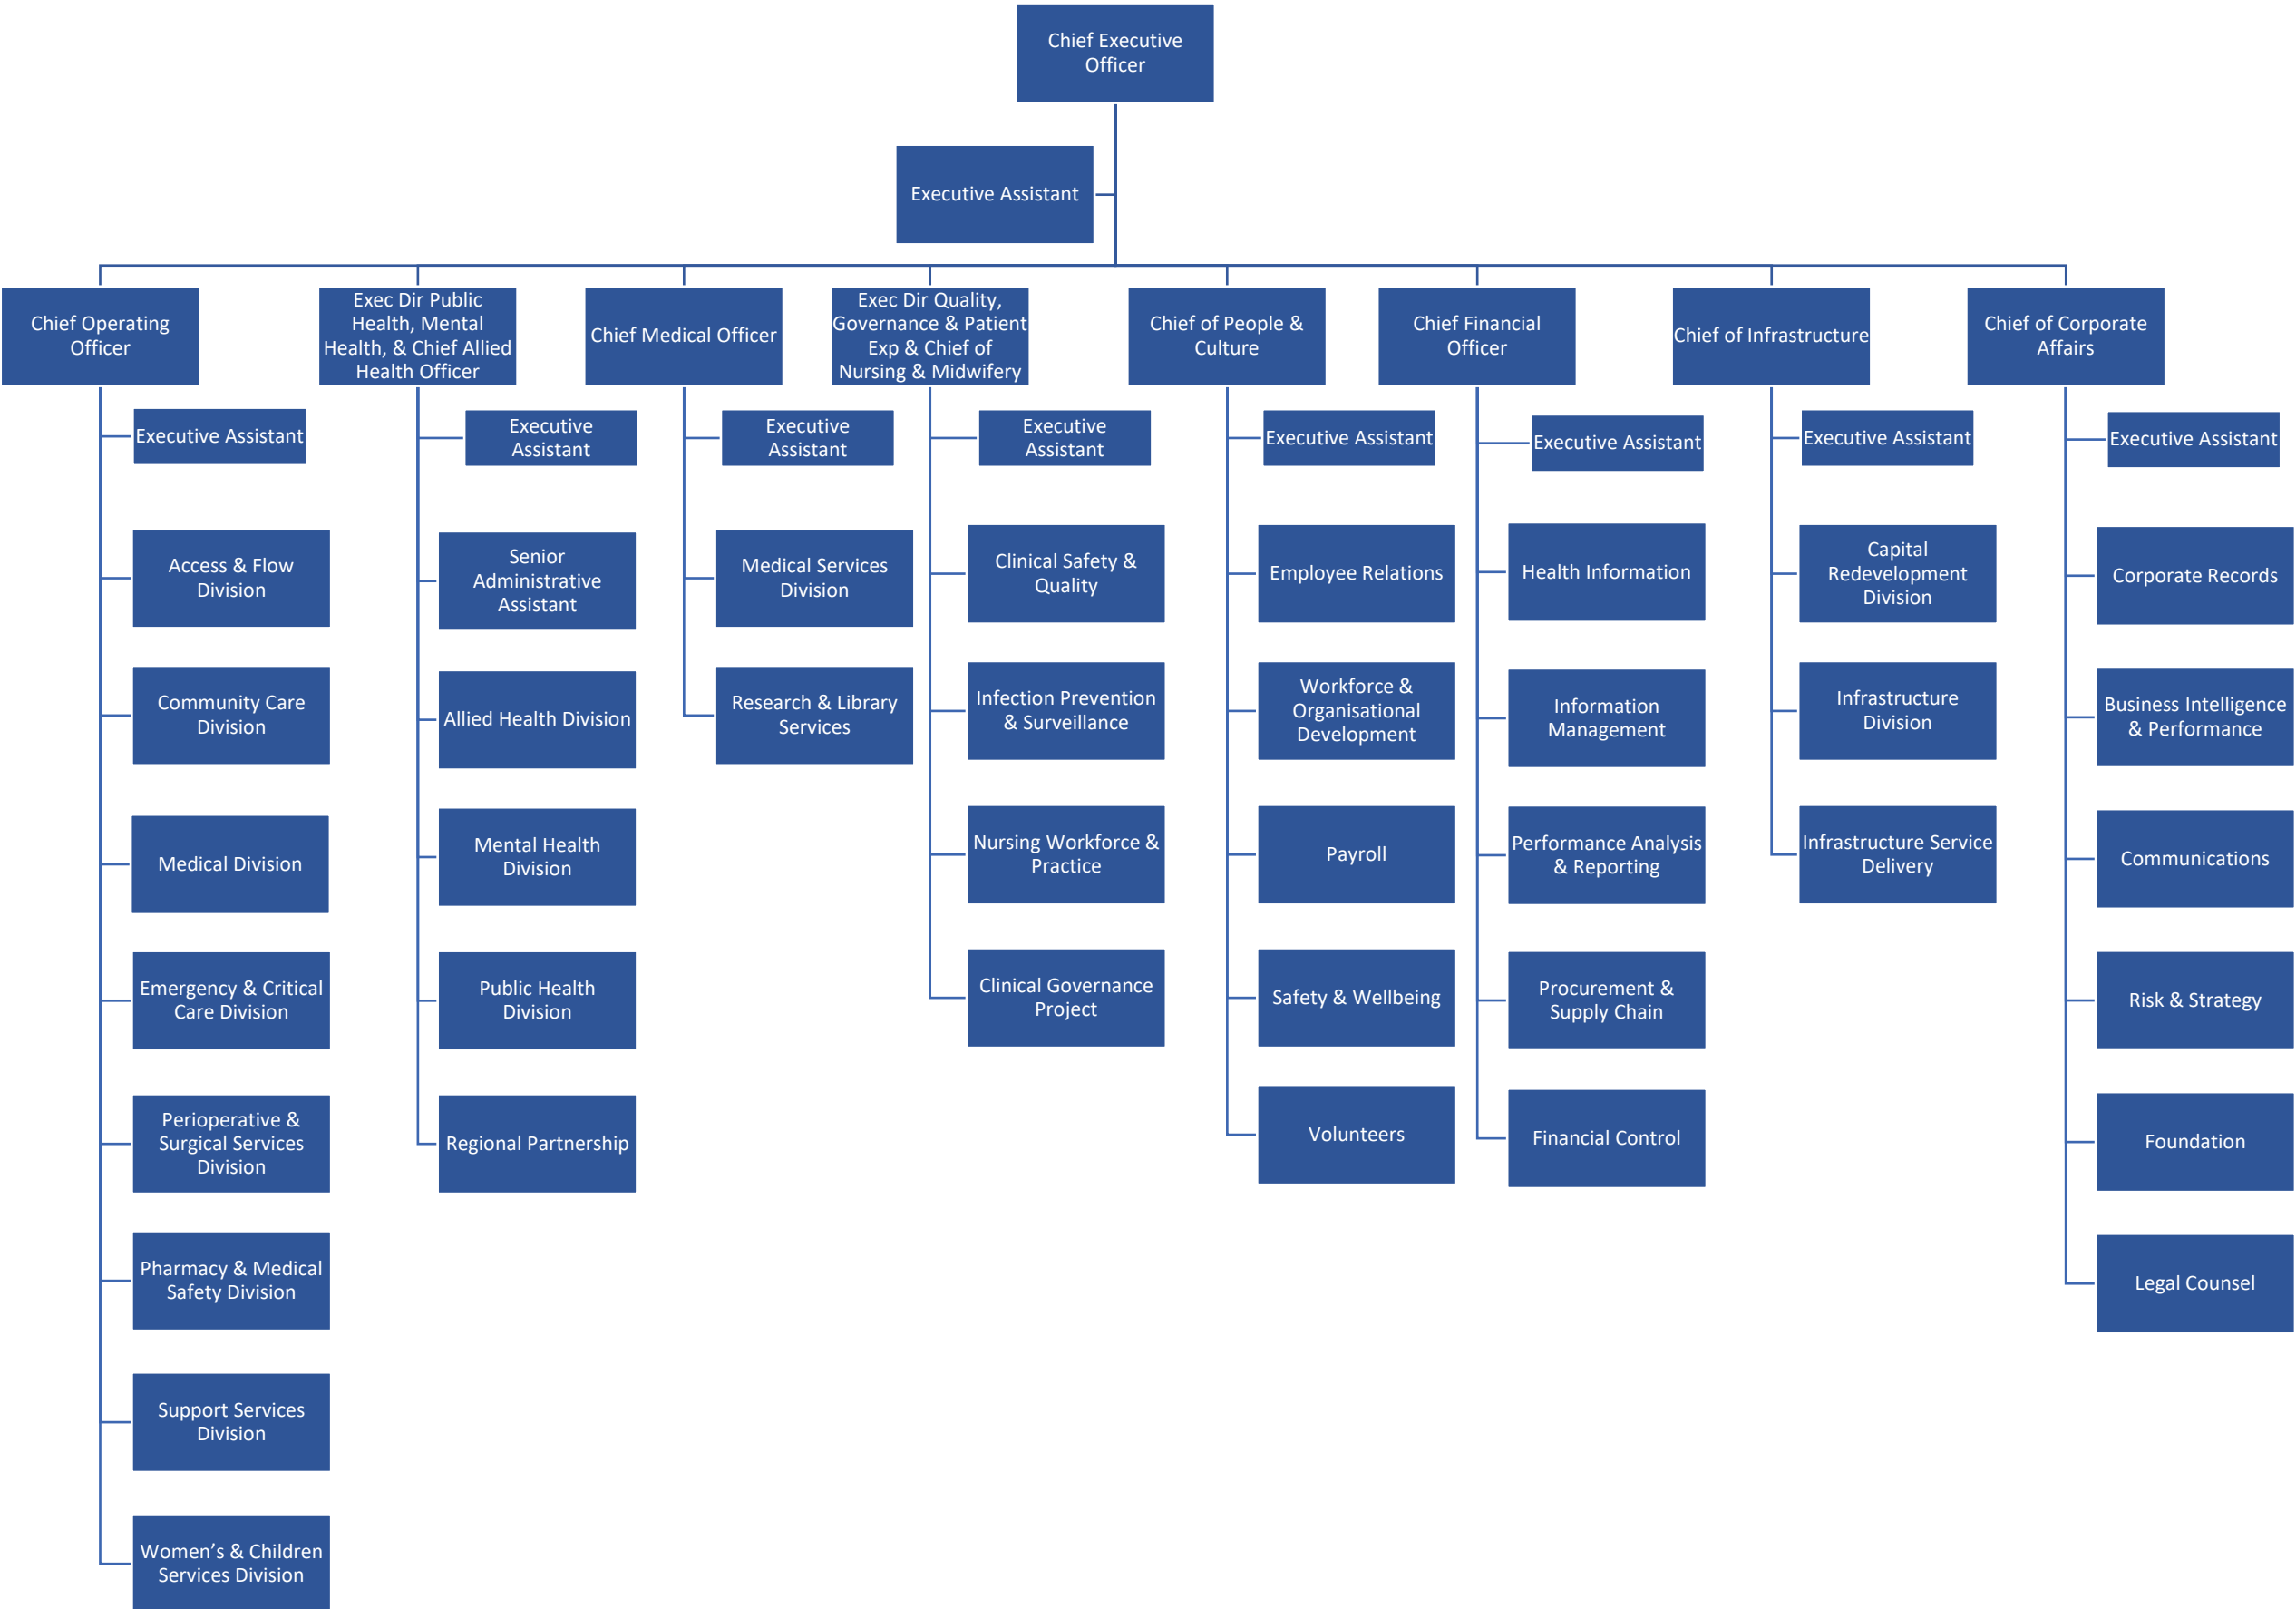 Chief Executive
Officer
Executive Assistant
Chief Operating
Officer
Exec Dir Public
Health, Mental
Health, & Chief Allied
Health Officer
Chief Medical Officer
Exec Dir Quality,
Governance & Patient
Exp & Chief of
Nursing & Midwifery
Chief of People &
Culture
Chief Financial
Officer
Chief of Infrastructure
Chief of Corporate
Affairs
Executive Assistant
Executive
Assistant
Executive
Assistant
Executive
Assistant
Executive Assistant
Executive Assistant
Executive Assistant
Executive Assistant
Access & Flow
Division
Senior
Administrative
Assistant
Medical Services
Division
Clinical Safety &
Quality
Employee Relations
Health Information
Capital
Redevelopment
Division
Corporate Records
Community Care
Division
Allied Health Division
Research & Library
Services
Infection Prevention
& Surveillance
Workforce &
Organisational
Development
Information
Management
Infrastructure
Division
Business Intelligence
& Performance
Medical Division
Mental Health
Division
Nursing Workforce &
Practice
Payroll
Performance Analysis
& Reporting
Infrastructure Service
Delivery
Communications
Emergency & Critical
Care Division
Public Health
Division
Clinical Governance
Project
Safety & Wellbeing
Procurement &
Supply Chain
Risk & Strategy
Perioperative &
Surgical Services
Division
Regional Partnership
Volunteers
Financial Control
Foundation
Pharmacy & Medical
Safety Division
Legal Counsel
Support Services
Division
Women’s & Children
Services Division